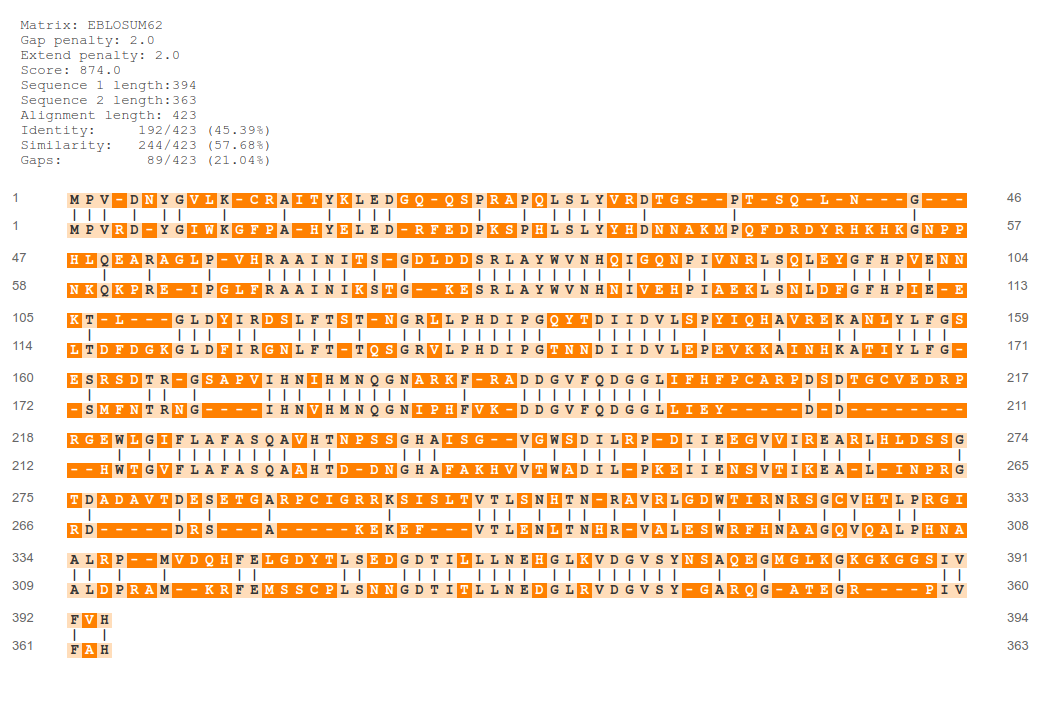 Matrix: EBLOSUM62
Gap penalty: 2.0
Extend penalty: 2.0
Score: 874.0
Sequence 1 length:394
Sequence 2 length:363
Alignment length: 423
Identity: 192/423 (45.39%)
Similarity: 244/423 (57.68%)
Gaps: 89/423 (21.04%)
1 MPV-DNYGVLK-CRAITYKLEDGQ-QSPRAPQLSLYVRDTGS--PT-SQ-L-N---G--- 46
1 MPVRD-YGIWKGFPA-HYELED-RFEDPKSPHLSLYYHDNNAKMPQFDRDYRHKHKGNPP 57
47 HLQEARAGLP-VHRAAINITS-GDLDDSRLAYWVNHQIGQNPIVNRLSQLEYGFHPVENN 104
58 NKQKPRE-IPGLFRAAINIKSTG--KESRLAYWVNHNIVEHPIAEKLSNLDFGFHPIE-E 113
105 KT-L---GLDYIRDSLFTST-NGRLLPHDIPGQYTDIIDVLSPYIQHAVREKANLYLFGS 159
114 LTDFDGKGLDFIRGNLFT-TQSGRVLPHDIPGTNNDIIDVLEPEVKKAINHKATIYLFG- 171
160 ESRSDTR-GSAPVIHNIHMNQGNARKF-RADDGVFQDGGLIFHFPCARPDSDTGCVEDRP 217
172 -SMFNTRNG----IHNVHMNQGNIPHFVK-DDGVFQDGGLLIEY-----D-D-------- 211
218 RGEWLGIFLAFASQAVHTNPSSGHAISG--VGWSDILRP-DIIEEGVVIREARLHLDSSG 274
212 --HWTGVFLAFASQAAHTD-DNGHAFAKHVVTWADIL-PKEIIENSVTIKEA-L-INPRG 265
275 TDADAVTDESETGARPCIGRRKSISLTVTLSNHTN-RAVRLGDWTIRNRSGCVHTLPRGI 333
266 RD-----DRS---A-----KEKEF---VTLENLTNHR-VALESWRFHNAAGQVQALPHNA 308
334 ALRP--MVDQHFELGDYTLSEDGDTILLLNEHGLKVDGVSYNSAQEGMGLKGKGKGGSIV 391
309 ALDPRAM--KRFEMSSCPLSNNGDTITLLNEDGLRVDGVSY-GARQG-ATEGR----PIV 360
392 FVH 394
361 FAH 363